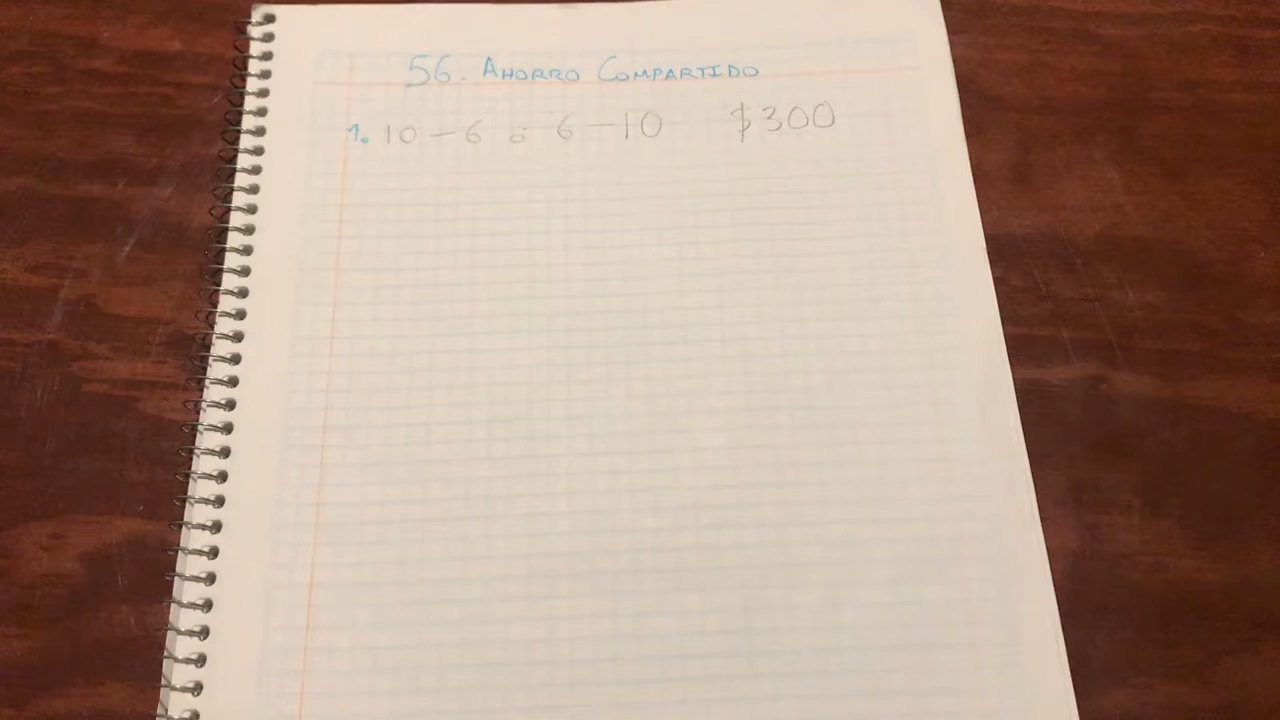 56. AHORRO COMPARTIDO
1. 10 – 6 ó 6 – 10 $300